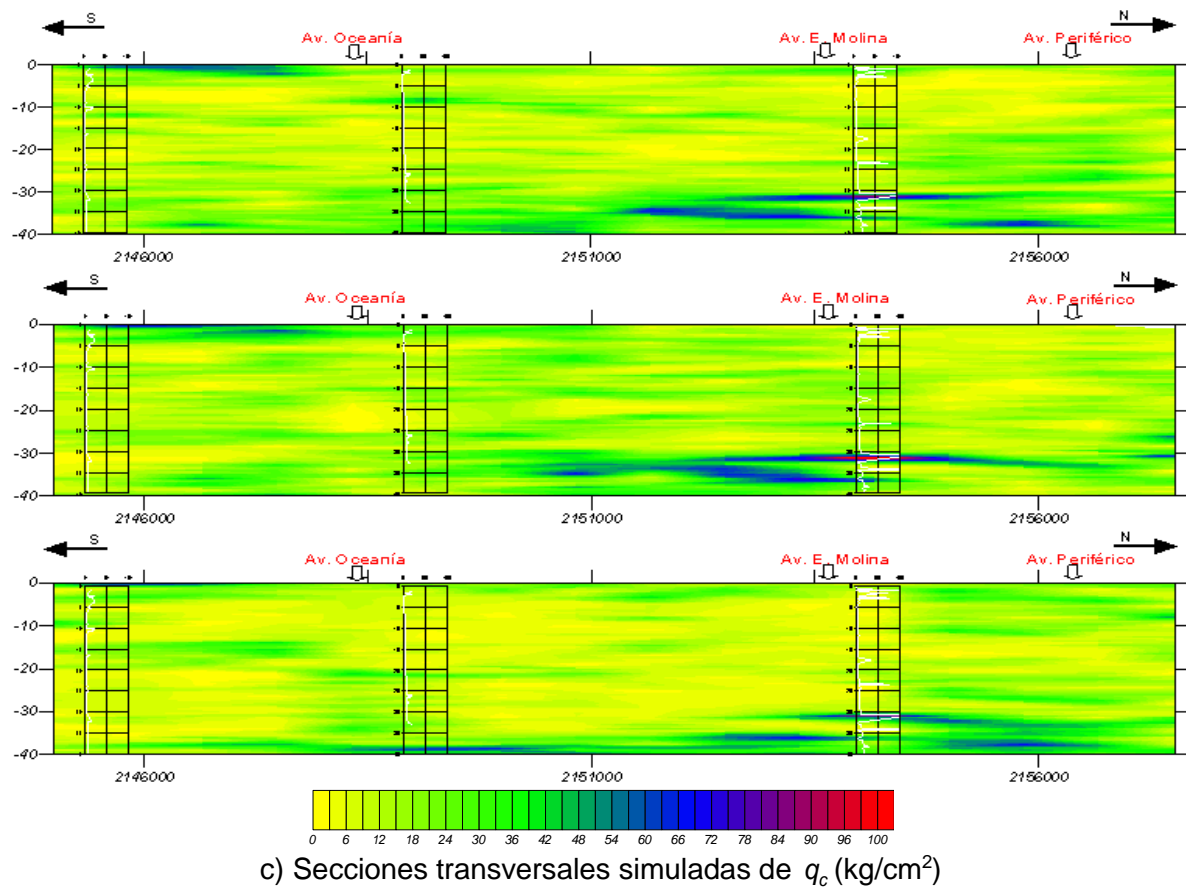 S N
Av. Oceanía Av. E. Molina Av. Periférico
0
-10
-20
-30
-40
2146000 2151000 2156000
S N
Av. Oceanía Av. E. Molina Av. Periférico
0
-10
-20
-30
-40
2146000 2151000 2156000
S N
Av. Oceanía Av. E. Molina Av. Periférico
0
-10
-20
-30
-40
2146000 2151000 2156000
0 6 12 18 24 30 36 42 48 54 60 66 72 78 84 90 96 100
c) Secciones transversales simuladas de q_c (kg/cm²)